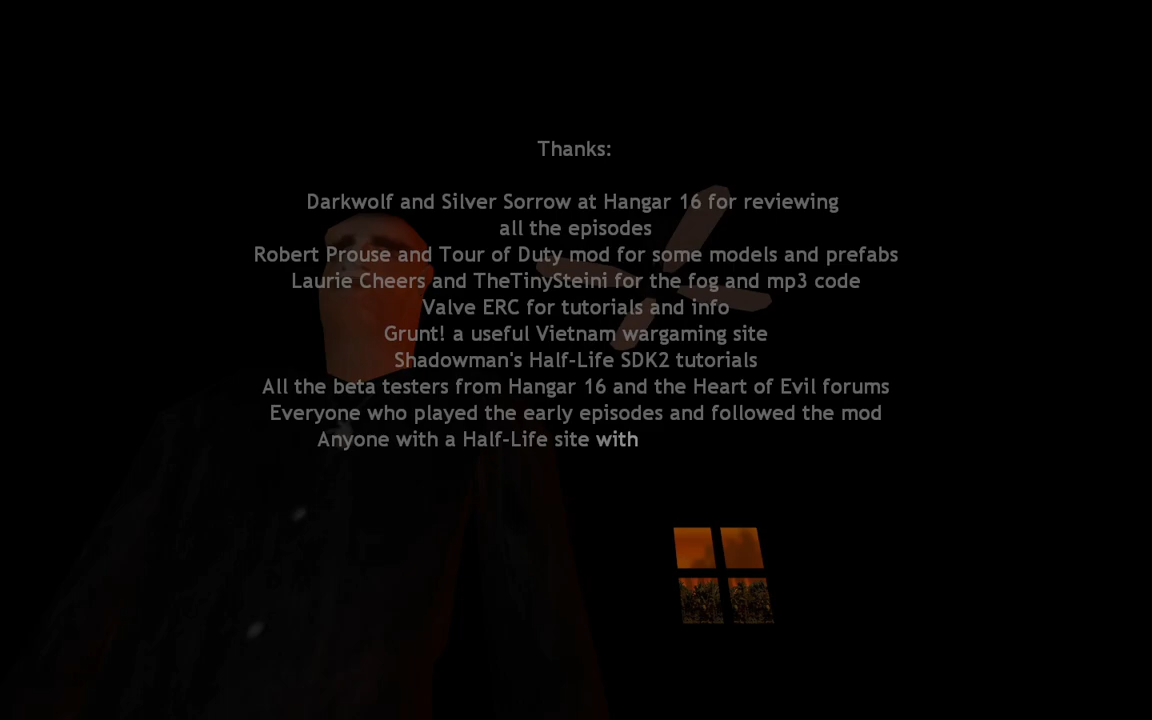 Thanks:
Darkwolf and Silver Sorrow at Hangar 16 for reviewing
all the episodes
Robert Prouse and Tour of Duty mod for some models and prefabs
Laurie Cheers and TheTinySteini for the fog and mp3 code
Valve ERC for tutorials and info
Grunt! a useful Vietnam wargaming site
Shadowman's Half-Life SDK2 tutorials
All the beta testers from Hangar 16 and the Heart of Evil forums
Everyone who played the early episodes and followed the mod
Anyone with a Half-Life site with